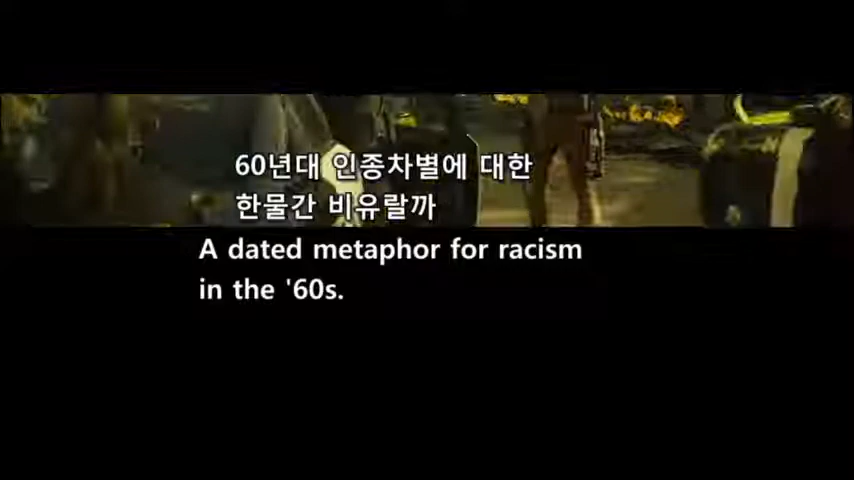 60년대 인종차별에 대한
한물간 비유랄까
A dated metaphor for racism
in the '60s.